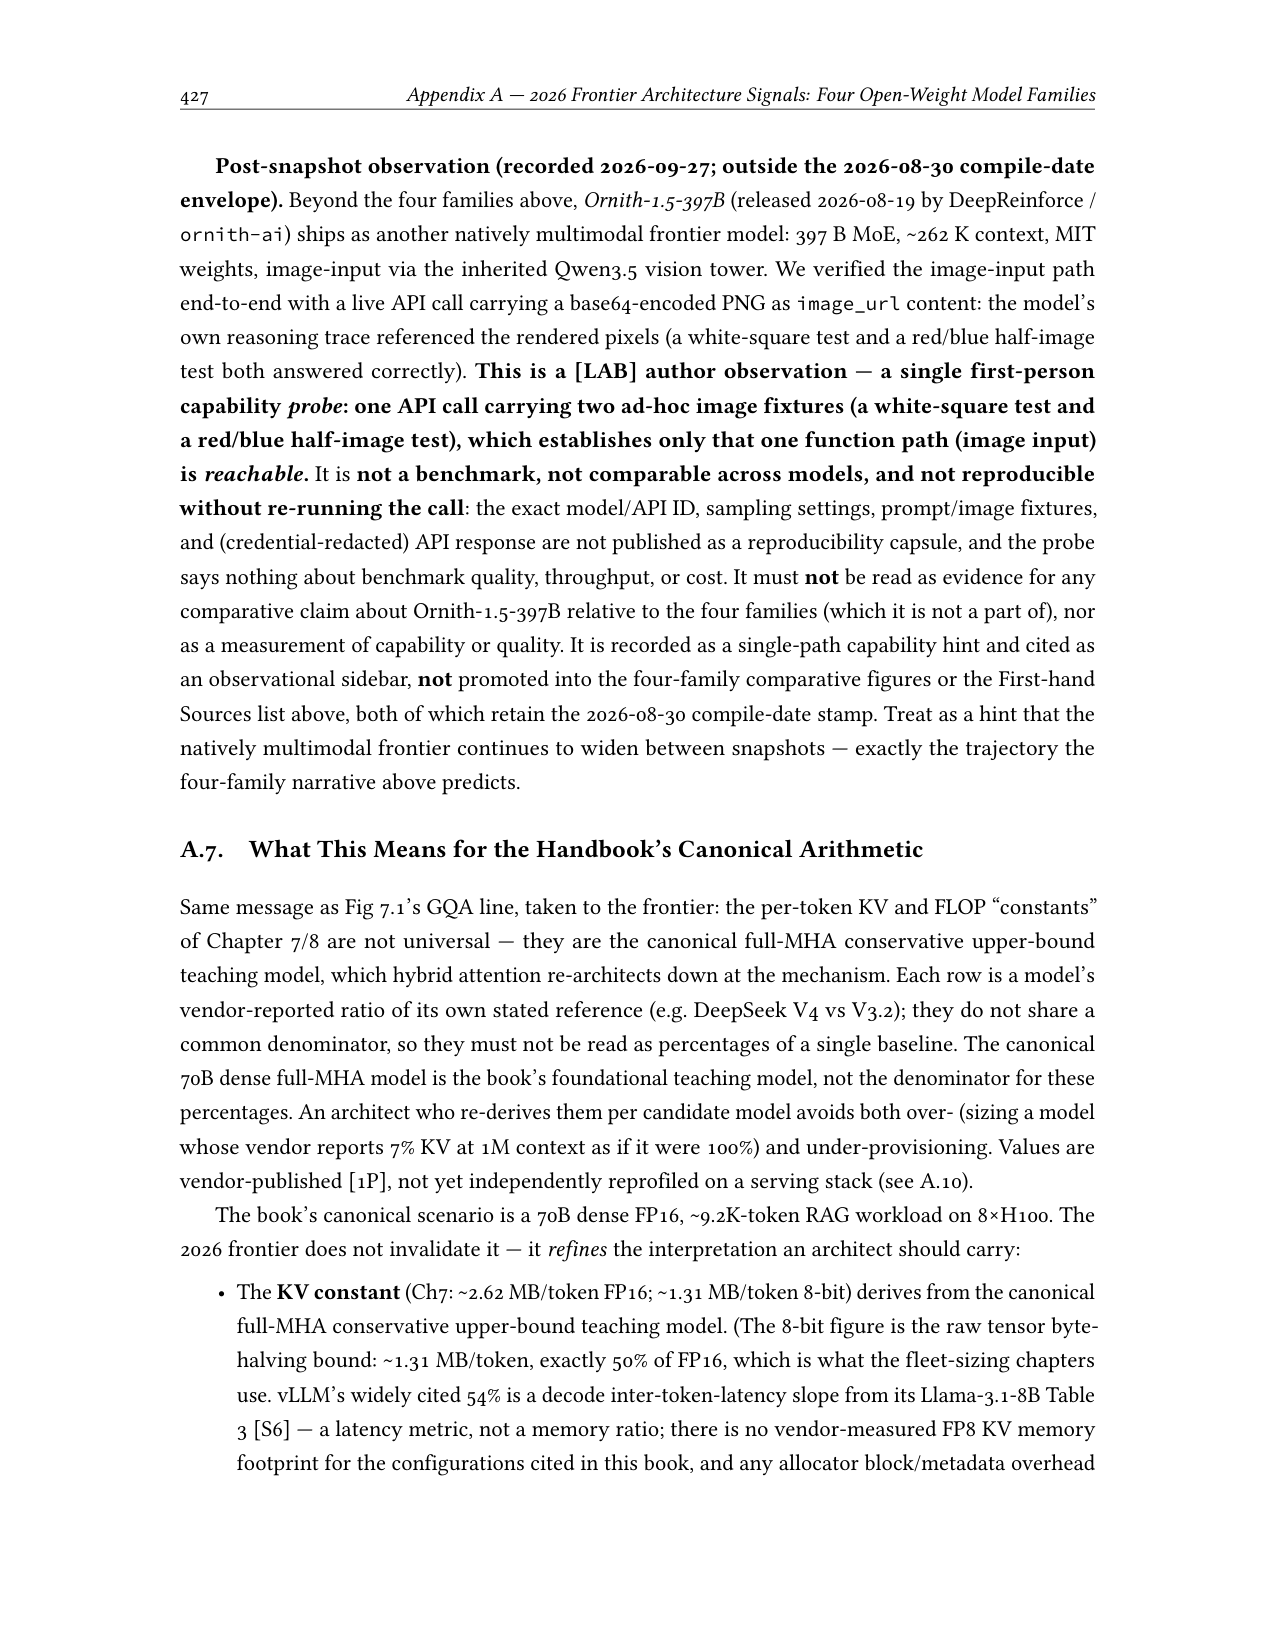 427 Appendix A — 2026 Frontier Architecture Signals: Four Open-Weight Model Families
Post-snapshot observation (recorded 2026-09-27; outside the 2026-08-30 compile-date
envelope). Beyond the four families above, Ornith-1.5-397B (released 2026-08-19 by DeepReinforce /
ornith-ai) ships as another natively multimodal frontier model: 397 B MoE, ~262 K context, MIT
weights, image-input via the inherited Qwen3.5 vision tower. We verified the image-input path
end-to-end with a live API call carrying a base64-encoded PNG as image_url content: the model's
own reasoning trace referenced the rendered pixels (a white-square test and a red/blue half-image
test both answered correctly). This is a [LAB] author observation — a single first-person
capability probe: one API call carrying two ad-hoc image fixtures (a white-square test and
a red/blue half-image test), which establishes only that one function path (image input)
is reachable. It is not a benchmark, not comparable across models, and not reproducible
without re-running the call: the exact model/API ID, sampling settings, prompt/image fixtures,
and (credential-redacted) API response are not published as a reproducibility capsule, and the probe
says nothing about benchmark quality, throughput, or cost. It must not be read as evidence for any
comparative claim about Ornith-1.5-397B relative to the four families (which it is not a part of), nor
as a measurement of capability or quality. It is recorded as a single-path capability hint and cited as
an observational sidebar, not promoted into the four-family comparative figures or the First-hand
Sources list above, both of which retain the 2026-08-30 compile-date stamp. Treat as a hint that the
natively multimodal frontier continues to widen between snapshots — exactly the trajectory the
four-family narrative above predicts.
A.7. What This Means for the Handbook's Canonical Arithmetic
Same message as Fig 7.1's GQA line, taken to the frontier: the per-token KV and FLOP “constants”
of Chapter 7/8 are not universal — they are the canonical full-MHA conservative upper-bound
teaching model, which hybrid attention re-architects down at the mechanism. Each row is a model's
vendor-reported ratio of its own stated reference (e.g. DeepSeek V4 vs V3.2); they do not share a
common denominator, so they must not be read as percentages of a single baseline. The canonical
70B dense full-MHA model is the book's foundational teaching model, not the denominator for these
percentages. An architect who re-derives them per candidate model avoids both over- (sizing a model
whose vendor reports 7% KV at 1M context as if it were 100%) and under-provisioning. Values are
vendor-published [1P], not yet independently reprofiled on a serving stack (see A.10).
The book's canonical scenario is a 70B dense FP16, ~9.2K-token RAG workload on 8×H100. The
2026 frontier does not invalidate it — it refines the interpretation an architect should carry:
• The KV constant (Ch7: ~2.62 MB/token FP16; ~1.31 MB/token 8-bit) derives from the canonical
full-MHA conservative upper-bound teaching model. (The 8-bit figure is the raw tensor byte-
halving bound: ~1.31 MB/token, exactly 50% of FP16, which is what the fleet-sizing chapters
use. vLLM's widely cited 54% is a decode inter-token-latency slope from its Llama-3.1-8B Table
3 [S6] — a latency metric, not a memory ratio; there is no vendor-measured FP8 KV memory
footprint for the configurations cited in this book, and any allocator block/metadata overhead